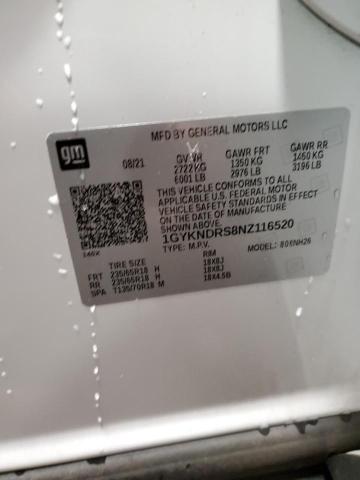 MFD BY GENERAL MOTORS LLC
gm
08/21
GVWR GAWR FRT GAWR RR
2722 KG 1350 KG 1450 KG
6001 LB 2976 LB 3196 LB
THIS VEHICLE CONFORMS TO ALL
APPLICABLE U.S. FEDERAL MOTOR
VEHICLE SAFETY STANDARDS IN EFFECT
ON THE DATE OF MANUFACTURE
SHOWN ABOVE.
1GYKNDRS8NZ116520
TYPE: M.P.V. MODEL:
TIRE SIZE RIM
FRT 235/65R18 H 18X8J
RR 235/65R18 H 18X8J
SPA T135/70R18 M 18X4.5B